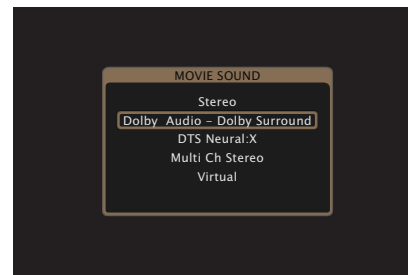 MOVIE SOUND
Stereo
Dolby Audio – Dolby Surround
DTS Neural:X
Multi Ch Stereo
Virtual